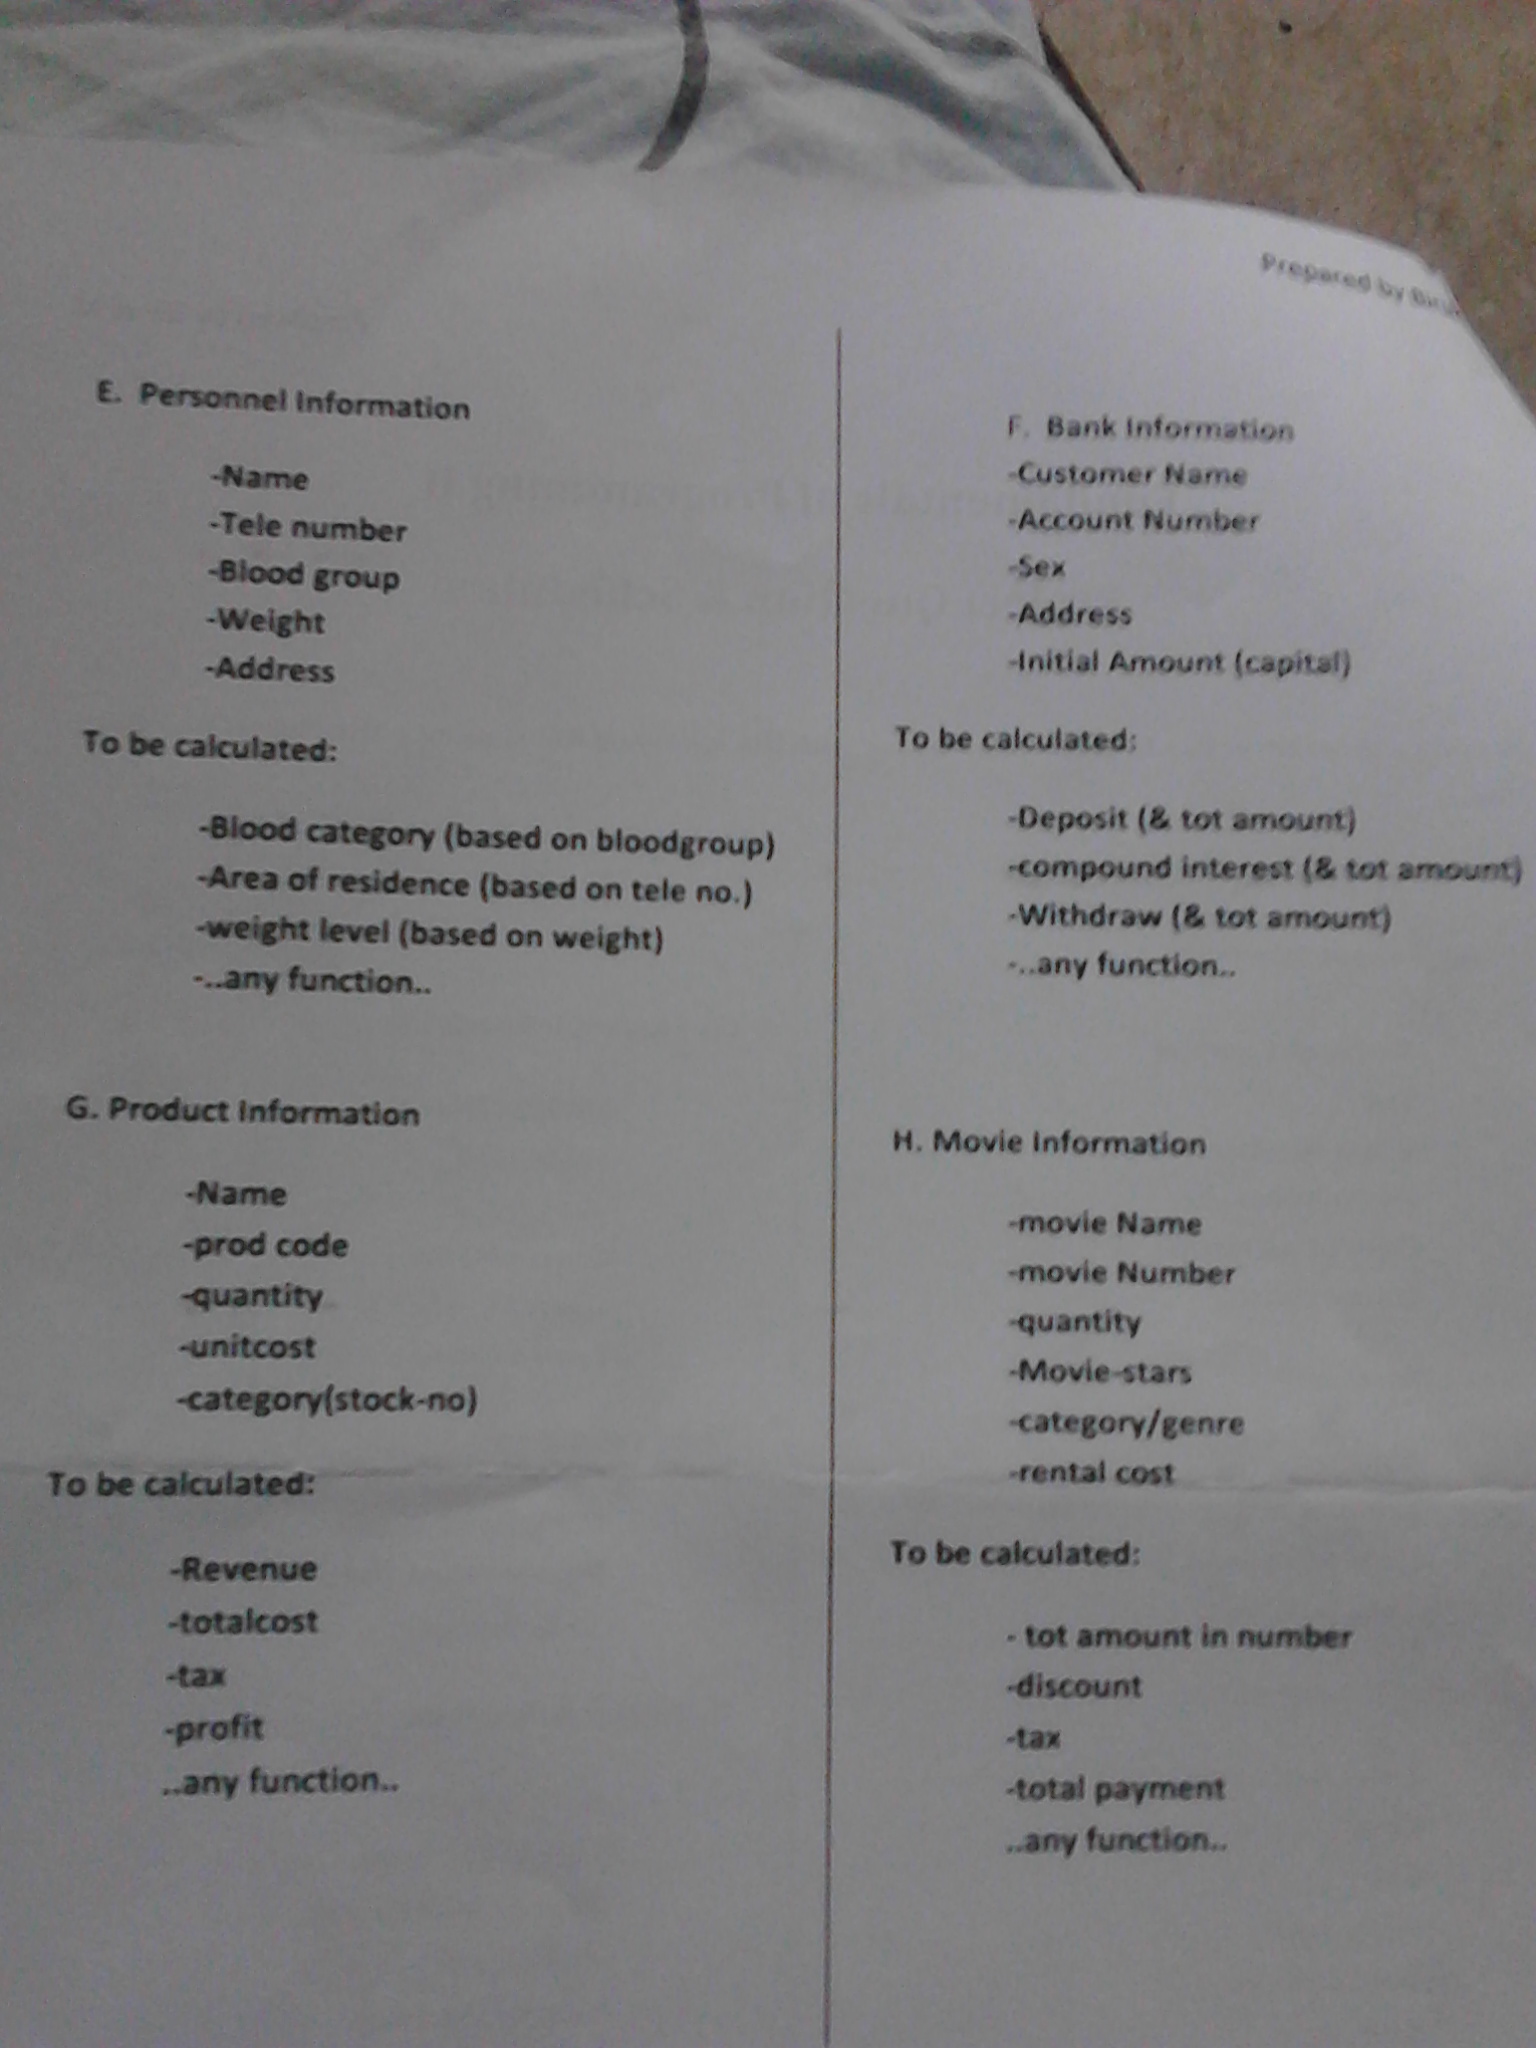 Prepared by
E. Personnel Information
-Name
-Tele number
-Blood group
-Weight
-Address
To be calculated:
-Blood category (based on bloodgroup)
-Area of residence (based on tele no.)
-weight level (based on weight)
-..any function..
F. Bank Information
-Customer Name
-Account Number
-Sex
-Address
-Initial Amount (capital)
To be calculated:
-Deposit (& tot amount)
-compound interest (& tot amount)
-Withdraw (& tot amount)
-..any function..
G. Product Information
-Name
-prod code
-quantity
-unitcost
-category(stock-no)
To be calculated:
-Revenue
-totalcost
-tax
-profit
..any function..
H. Movie Information
-movie Name
-movie Number
-quantity
-Movie-stars
-category/genre
-rental cost
To be calculated:
- tot amount in number
-discount
-tax
-total payment
..any function..